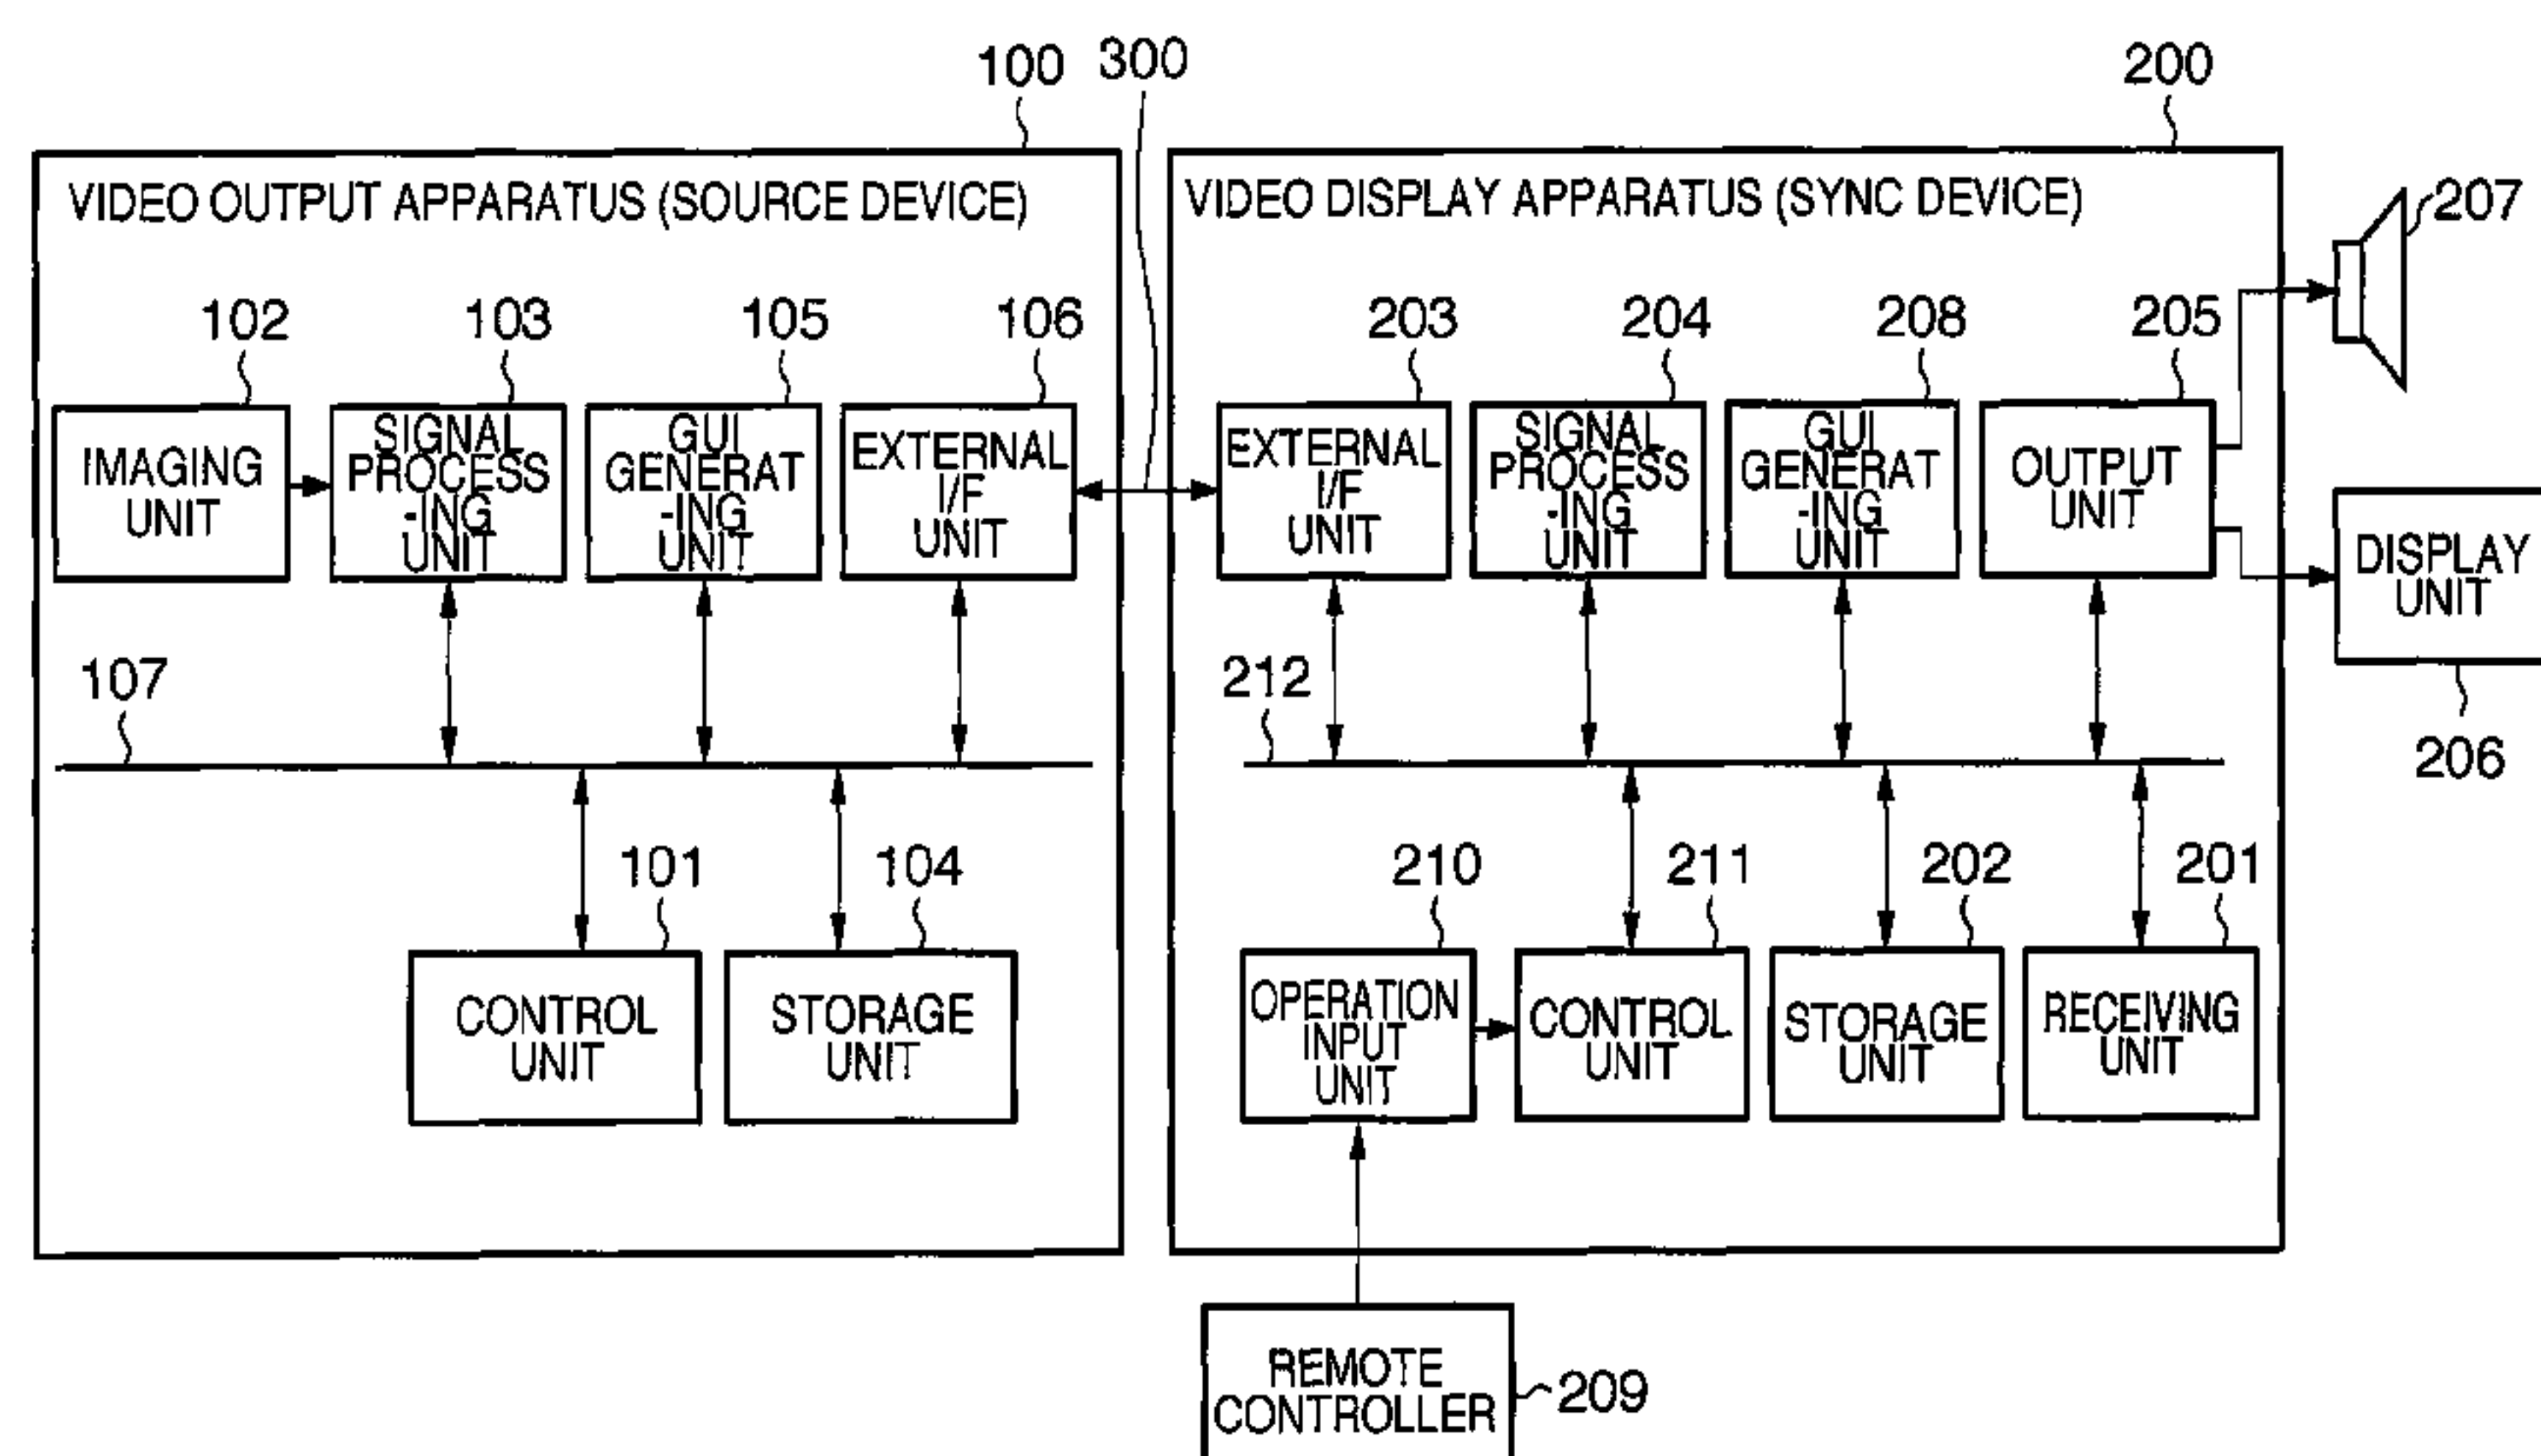 100
300
200
VIDEO OUTPUT APPARATUS (SOURCE DEVICE)
VIDEO DISPLAY APPARATUS (SYNC DEVICE)
207
102
103
105
106
203
204
208
205
IMAGING
UNIT
SIGNAL
PROCESS
-ING
UNIT
GUI
GENERAT
-ING
UNIT
EXTERNAL
I/F
UNIT
EXTERNAL
I/F
UNIT
SIGNAL
PROCESS
-ING
UNIT
GUI
GENERAT
-ING
UNIT
OUTPUT
UNIT
DISPLAY
UNIT
107
212
206
101
104
210
211
202
201
CONTROL
UNIT
STORAGE
UNIT
OPERATION
INPUT
UNIT
CONTROL
UNIT
STORAGE
UNIT
RECEIVING
UNIT
REMOTE
CONTROLLER
209